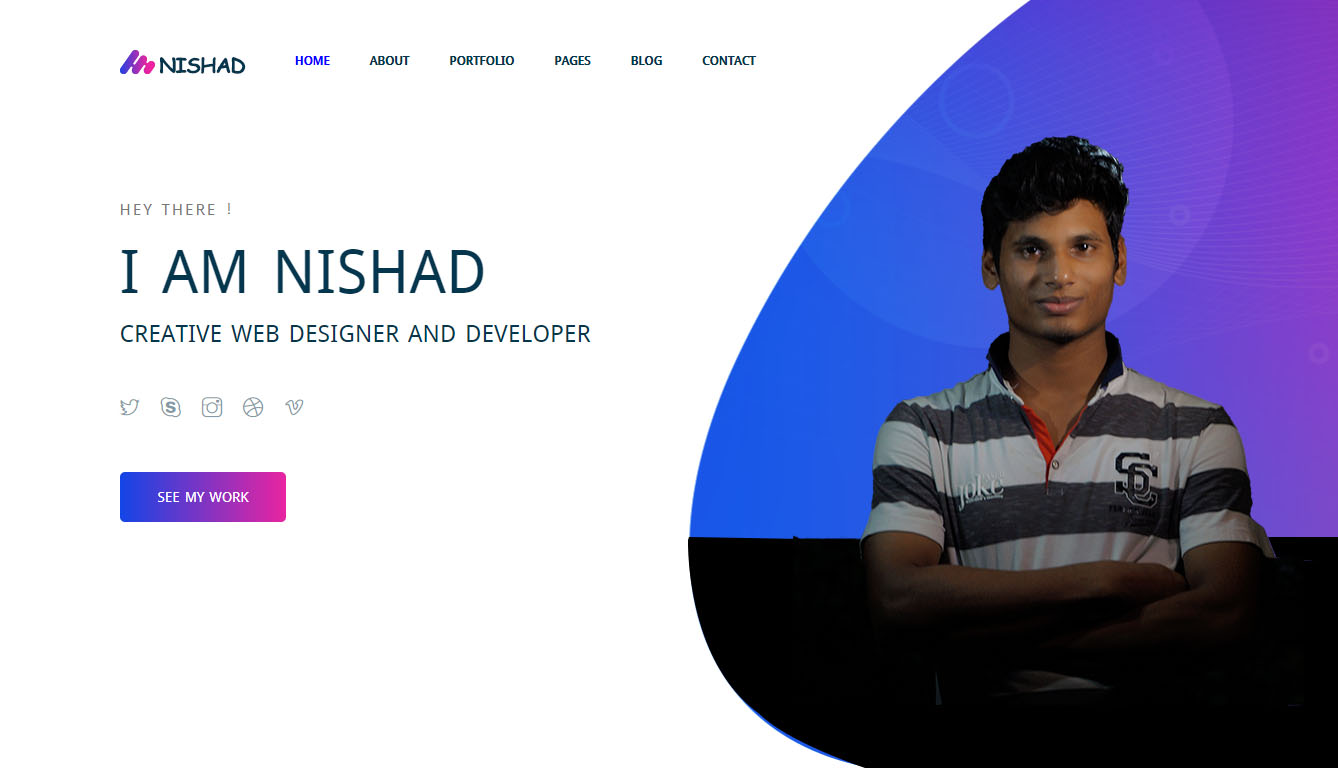 NISHAD
HOME ABOUT PORTFOLIO PAGES BLOG CONTACT
HEY THERE !
I AM NISHAD
CREATIVE WEB DESIGNER AND DEVELOPER
SEE MY WORK
joke
SC